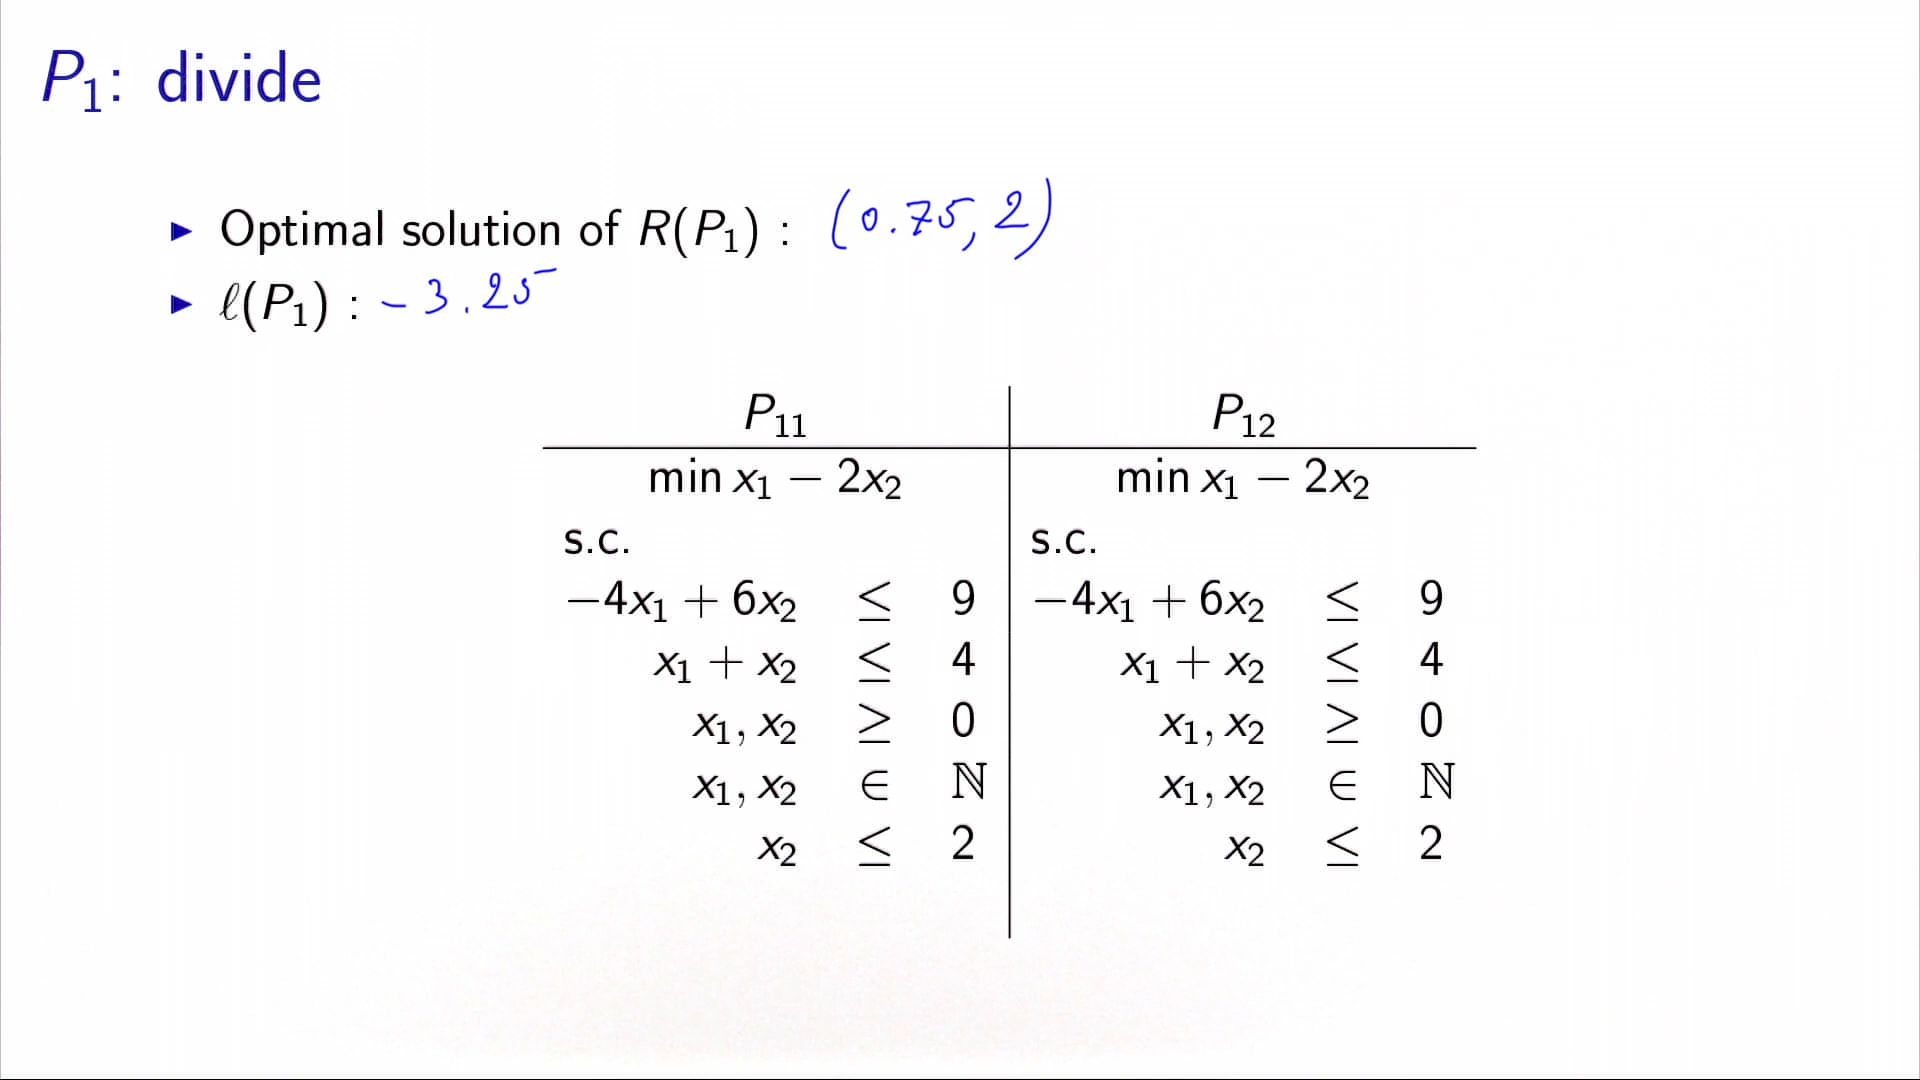 P₁: divide
▶ Optimal solution of R(P₁) : (0.75, 2)
▶ ℓ(P₁) : -3.25
P₁₁ P₁₂
min x₁ − 2x₂ min x₁ − 2x₂
s.c. s.c.
−4x₁ + 6x₂ ≤ 9 −4x₁ + 6x₂ ≤ 9
x₁ + x₂ ≤ 4 x₁ + x₂ ≤ 4
x₁, x₂ ≥ 0 x₁, x₂ ≥ 0
x₁, x₂ ∈ ℕ x₁, x₂ ∈ ℕ
x₂ ≤ 2 x₂ ≤ 2